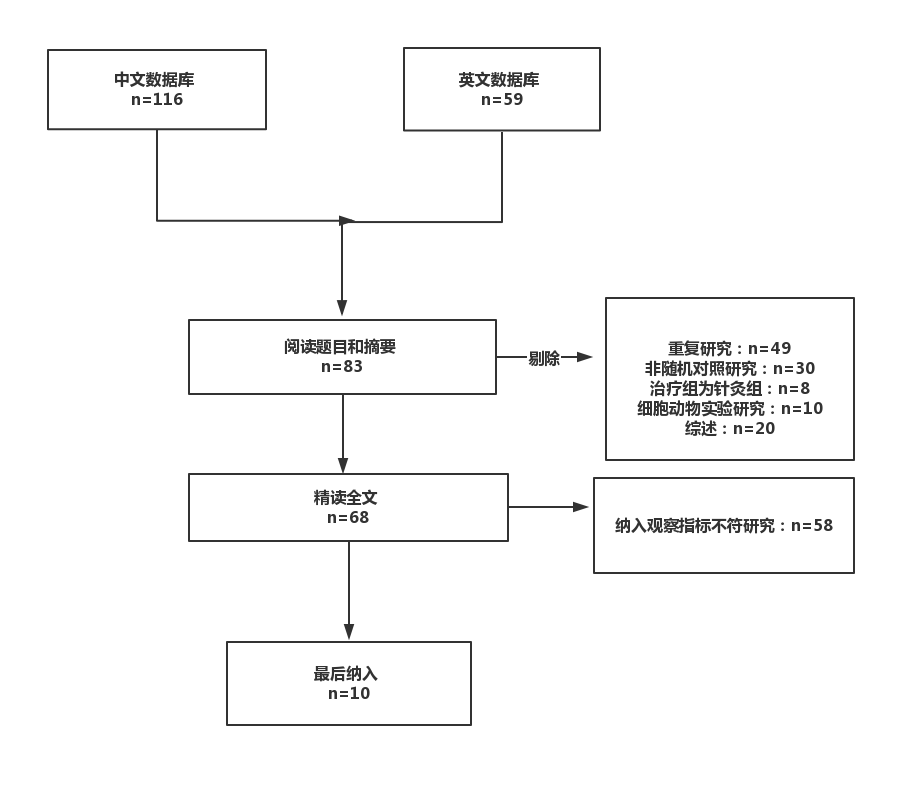 中文数据库
n=116
英文数据库
n=59
阅读题目和摘要
n=83
剔除
重复研究：n=49
非随机对照研究：n=30
治疗组为针灸组：n=8
细胞动物实验研究：n=10
综述：n=20
精读全文
n=68
纳入观察指标不符研究：n=58
最后纳入
n=10